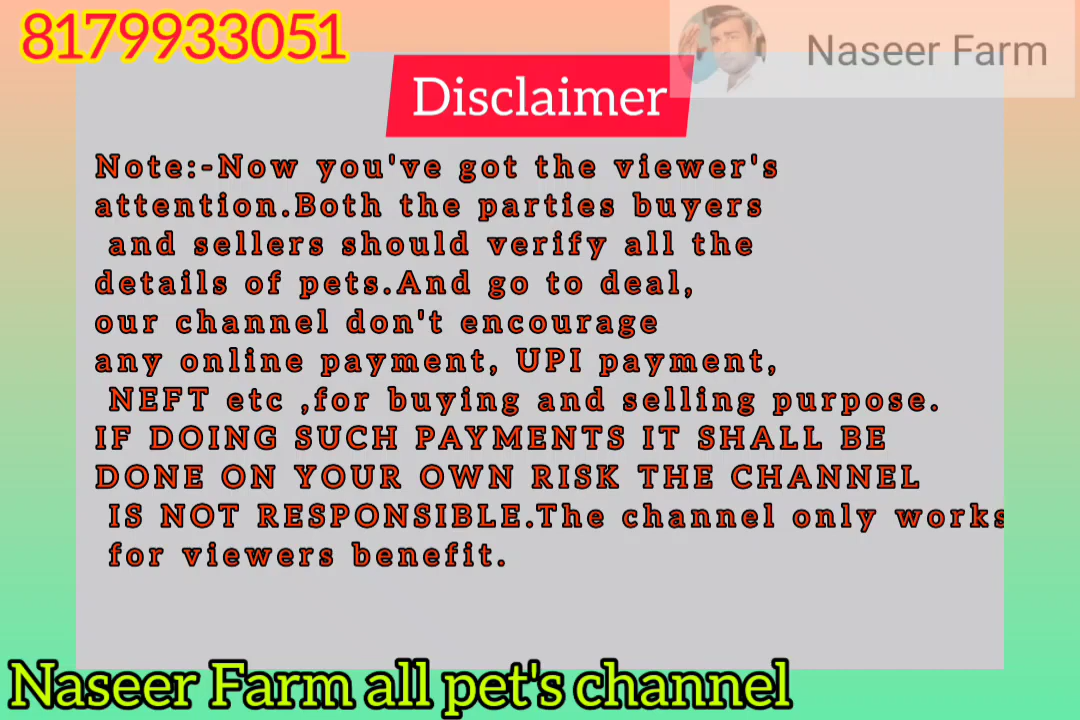 8179933051
Naseer Farm
Disclaimer
Note:-Now you've got the viewer's
attention.Both the parties buyers
and sellers should verify all the
details of pets.And go to deal,
our channel don't encourage
any online payment, UPI payment,
NEFT etc ,for buying and selling purpose.
IF DOING SUCH PAYMENTS IT SHALL BE
DONE ON YOUR OWN RISK THE CHANNEL
IS NOT RESPONSIBLE.The channel only works
for viewers benefit.
Naseer Farm all pet's channel